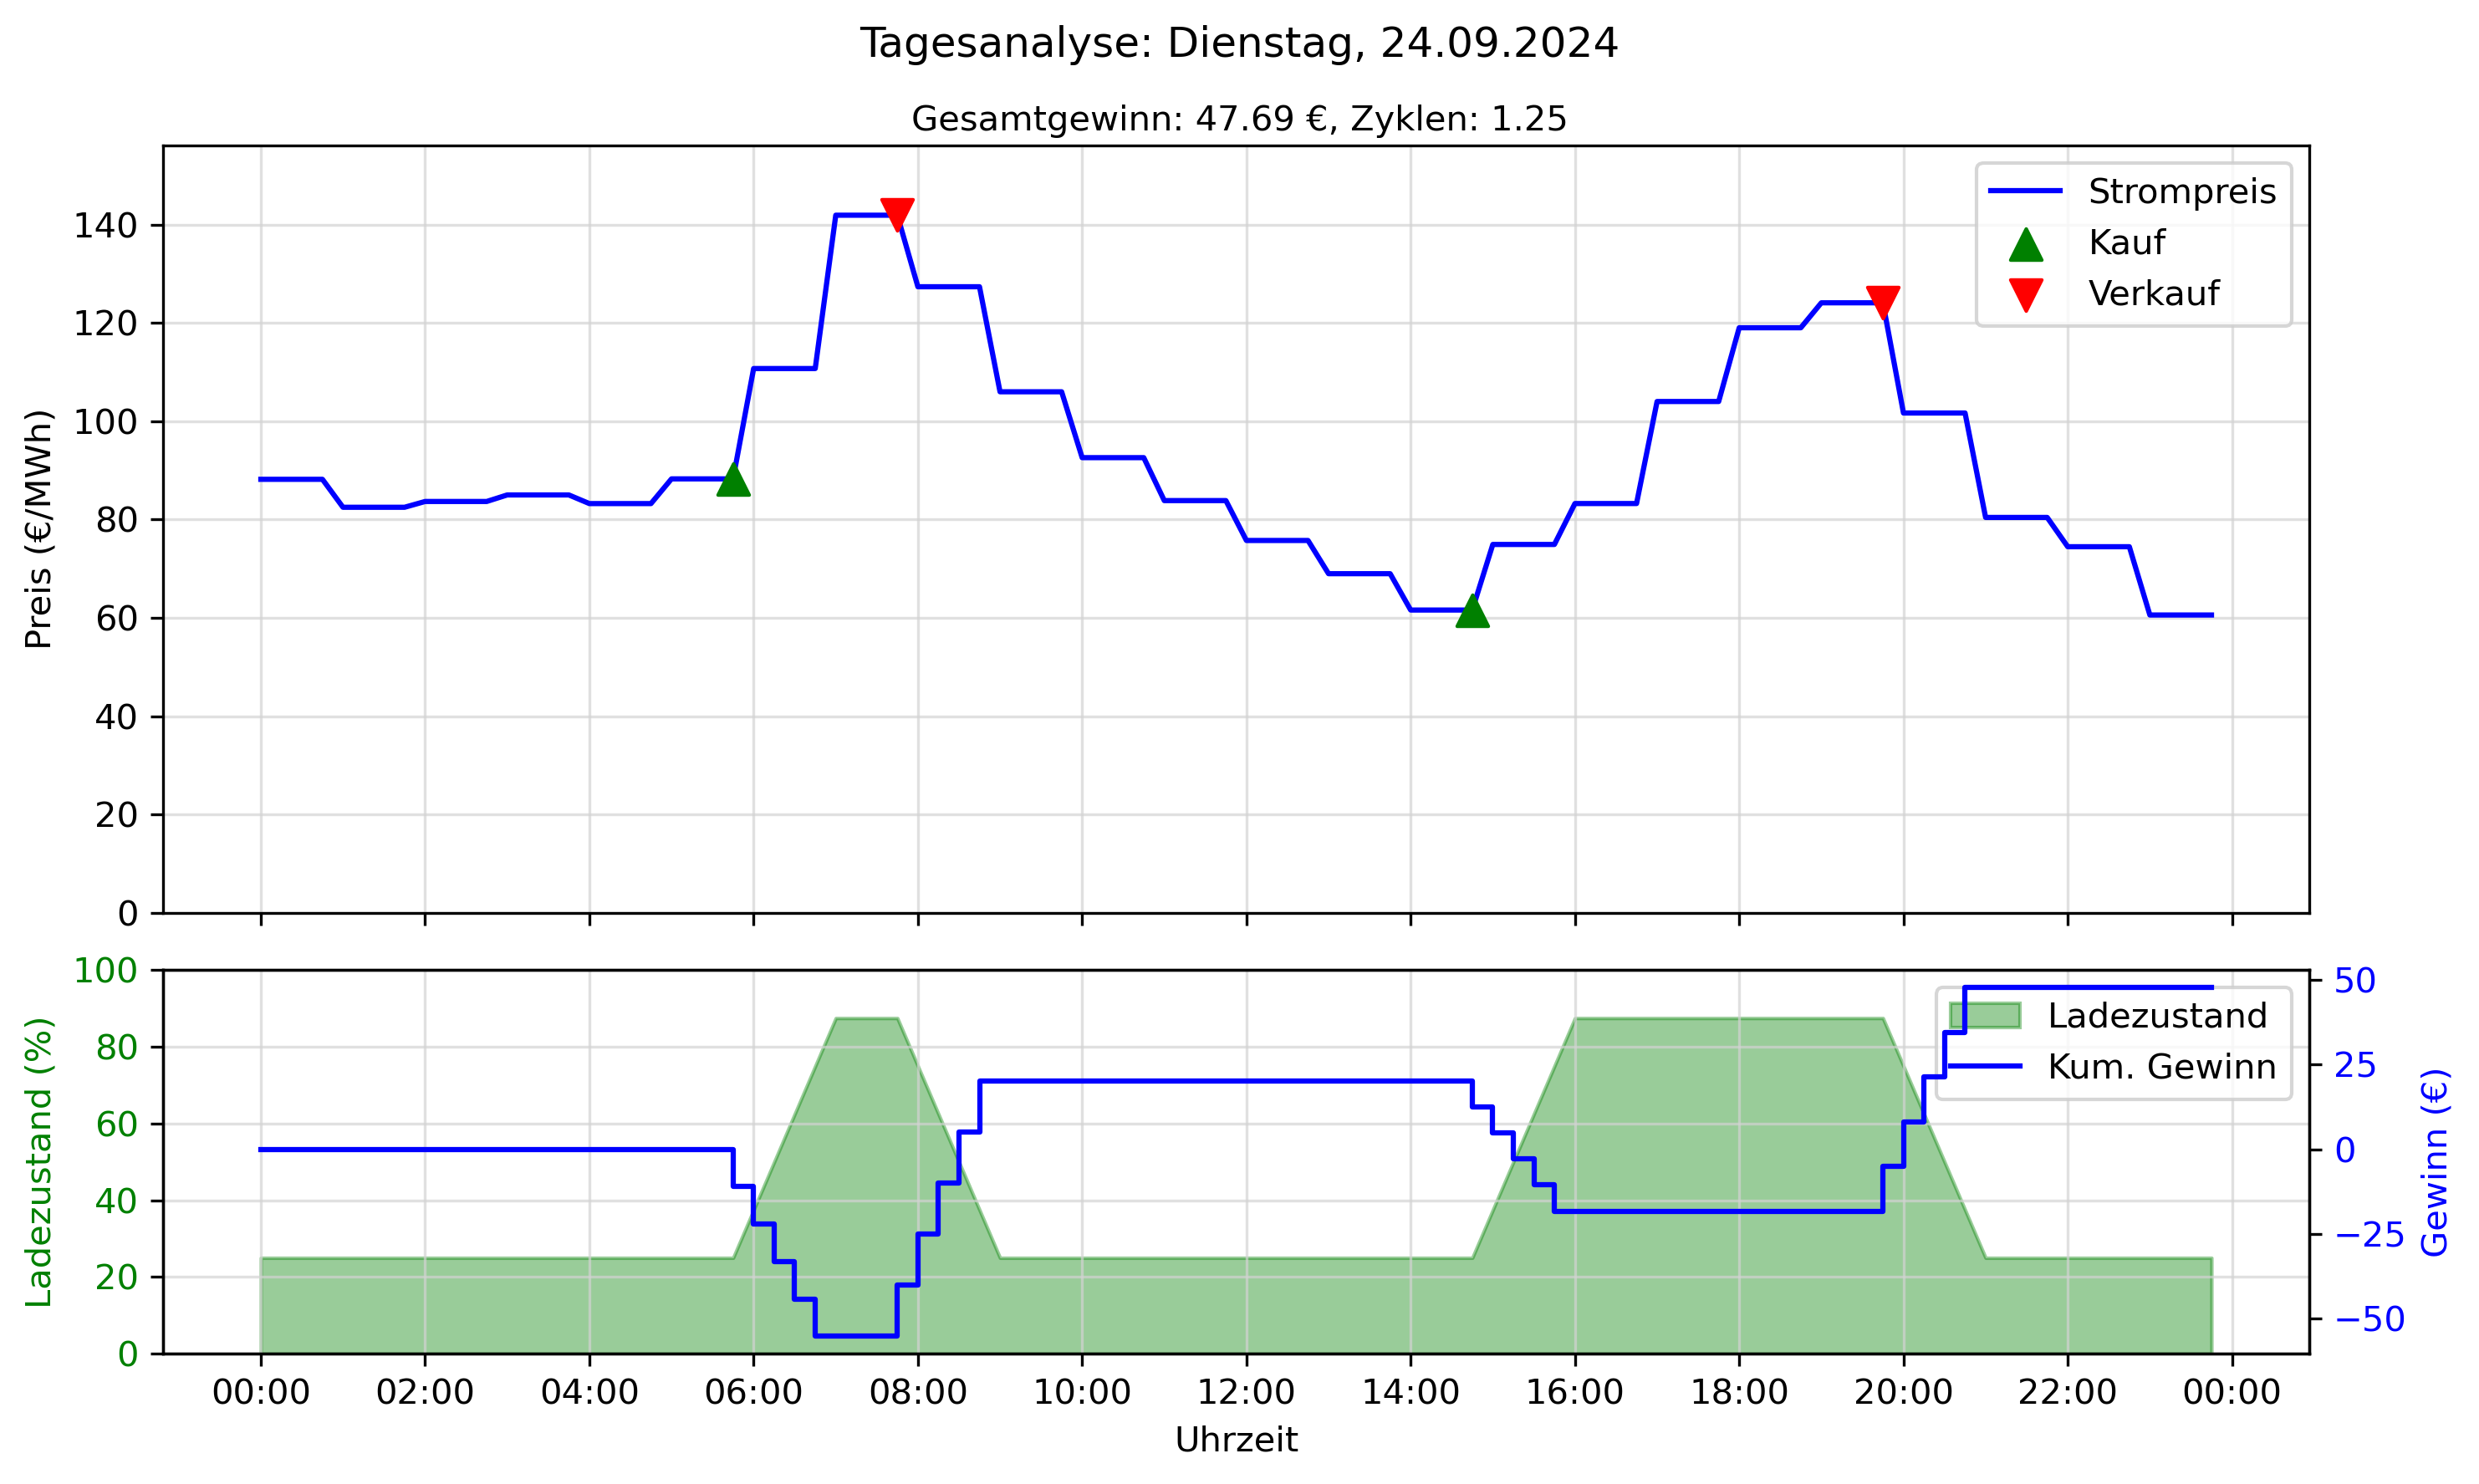 Tagesanalyse: Dienstag, 24.09.2024
Gesamtgewinn: 47.69 €, Zyklen: 1.25
Preis (€/MWh)
140
120
100
80
60
40
20
0
Strompreis
Kauf
Verkauf
Ladezustand (%)
100
80
60
40
20
0
Ladezustand
Kum. Gewinn
50
25
0
−25
−50
Gewinn (€)
00:00 02:00 04:00 06:00 08:00 10:00 12:00 14:00 16:00 18:00 20:00 22:00 00:00
Uhrzeit